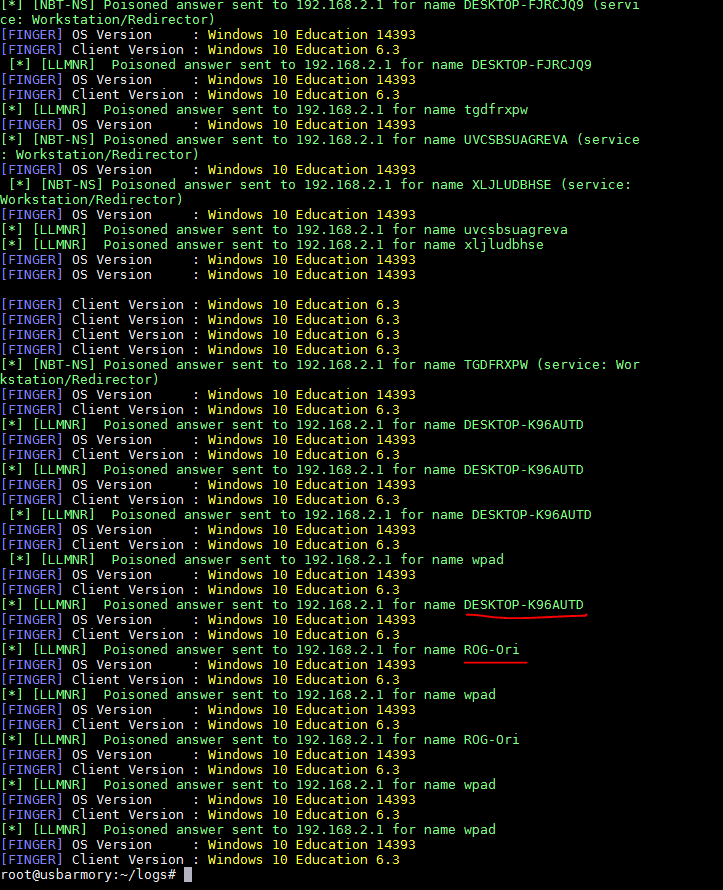 [*] [NBT-NS] Poisoned answer sent to 192.168.2.1 for name DESKTOP-FJRCJQ9 (servi
ce: Workstation/Redirector)
[FINGER] OS Version     : Windows 10 Education 14393
[FINGER] Client Version : Windows 10 Education 6.3
 [*] [LLMNR]  Poisoned answer sent to 192.168.2.1 for name DESKTOP-FJRCJQ9
[FINGER] OS Version     : Windows 10 Education 14393
[FINGER] Client Version : Windows 10 Education 6.3
[*] [LLMNR]  Poisoned answer sent to 192.168.2.1 for name tgdfrxpw
[FINGER] OS Version     : Windows 10 Education 14393
[*] [NBT-NS] Poisoned answer sent to 192.168.2.1 for name UVCSBSUAGREVA (service
: Workstation/Redirector)
[FINGER] OS Version     : Windows 10 Education 14393
 [*] [NBT-NS] Poisoned answer sent to 192.168.2.1 for name XLJLUDBHSE (service:
Workstation/Redirector)
[FINGER] OS Version     : Windows 10 Education 14393
[*] [LLMNR]  Poisoned answer sent to 192.168.2.1 for name uvcsbsuagreva
[*] [LLMNR]  Poisoned answer sent to 192.168.2.1 for name xljludbhse
[FINGER] OS Version     : Windows 10 Education 14393
[FINGER] OS Version     : Windows 10 Education 14393
[FINGER] Client Version : Windows 10 Education 6.3
[FINGER] Client Version : Windows 10 Education 6.3
[FINGER] Client Version : Windows 10 Education 6.3
[FINGER] Client Version : Windows 10 Education 6.3
[*] [NBT-NS] Poisoned answer sent to 192.168.2.1 for name TGDFRXPW (service: Wor
kstation/Redirector)
[FINGER] OS Version     : Windows 10 Education 14393
[FINGER] Client Version : Windows 10 Education 6.3
[*] [LLMNR]  Poisoned answer sent to 192.168.2.1 for name DESKTOP-K96AUTD
[FINGER] OS Version     : Windows 10 Education 14393
[FINGER] Client Version : Windows 10 Education 6.3
[*] [LLMNR]  Poisoned answer sent to 192.168.2.1 for name DESKTOP-K96AUTD
[FINGER] OS Version     : Windows 10 Education 14393
[FINGER] Client Version : Windows 10 Education 6.3
 [*] [LLMNR]  Poisoned answer sent to 192.168.2.1 for name DESKTOP-K96AUTD
[FINGER] OS Version     : Windows 10 Education 14393
[FINGER] Client Version : Windows 10 Education 6.3
 [*] [LLMNR]  Poisoned answer sent to 192.168.2.1 for name wpad
[FINGER] OS Version     : Windows 10 Education 14393
[FINGER] Client Version : Windows 10 Education 6.3
[*] [LLMNR]  Poisoned answer sent to 192.168.2.1 for name DESKTOP-K96AUTD
[FINGER] OS Version     : Windows 10 Education 14393
[FINGER] Client Version : Windows 10 Education 6.3
[*] [LLMNR]  Poisoned answer sent to 192.168.2.1 for name ROG-Ori
[FINGER] OS Version     : Windows 10 Education 14393
[FINGER] Client Version : Windows 10 Education 6.3
[*] [LLMNR]  Poisoned answer sent to 192.168.2.1 for name wpad
[FINGER] OS Version     : Windows 10 Education 14393
[FINGER] Client Version : Windows 10 Education 6.3
[*] [LLMNR]  Poisoned answer sent to 192.168.2.1 for name ROG-Ori
[FINGER] OS Version     : Windows 10 Education 14393
[FINGER] Client Version : Windows 10 Education 6.3
[*] [LLMNR]  Poisoned answer sent to 192.168.2.1 for name wpad
[FINGER] OS Version     : Windows 10 Education 14393
[FINGER] Client Version : Windows 10 Education 6.3
[*] [LLMNR]  Poisoned answer sent to 192.168.2.1 for name wpad
[FINGER] OS Version     : Windows 10 Education 14393
[FINGER] Client Version : Windows 10 Education 6.3
root@usbarmory:~/logs#